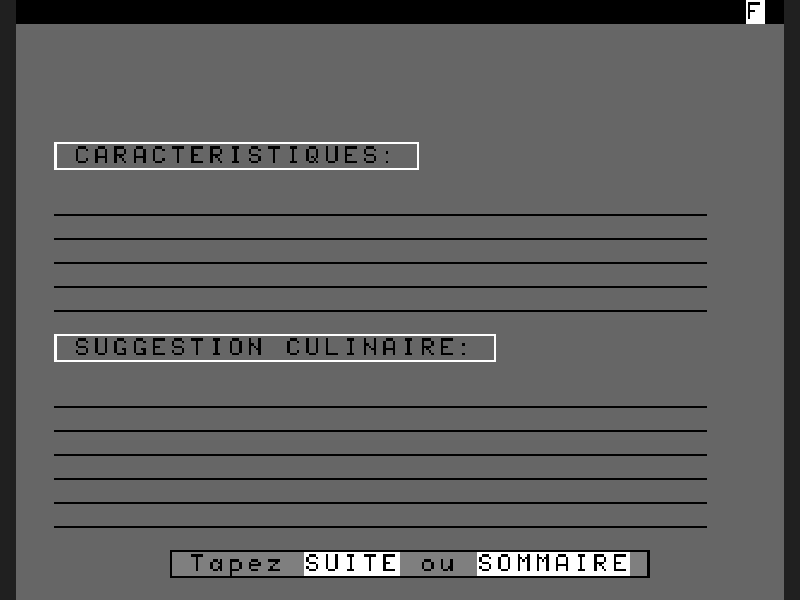 F
CARACTERISTIQUES:
SUGGESTION CULINAIRE:
Tapez SUITE ou SOMMAIRE